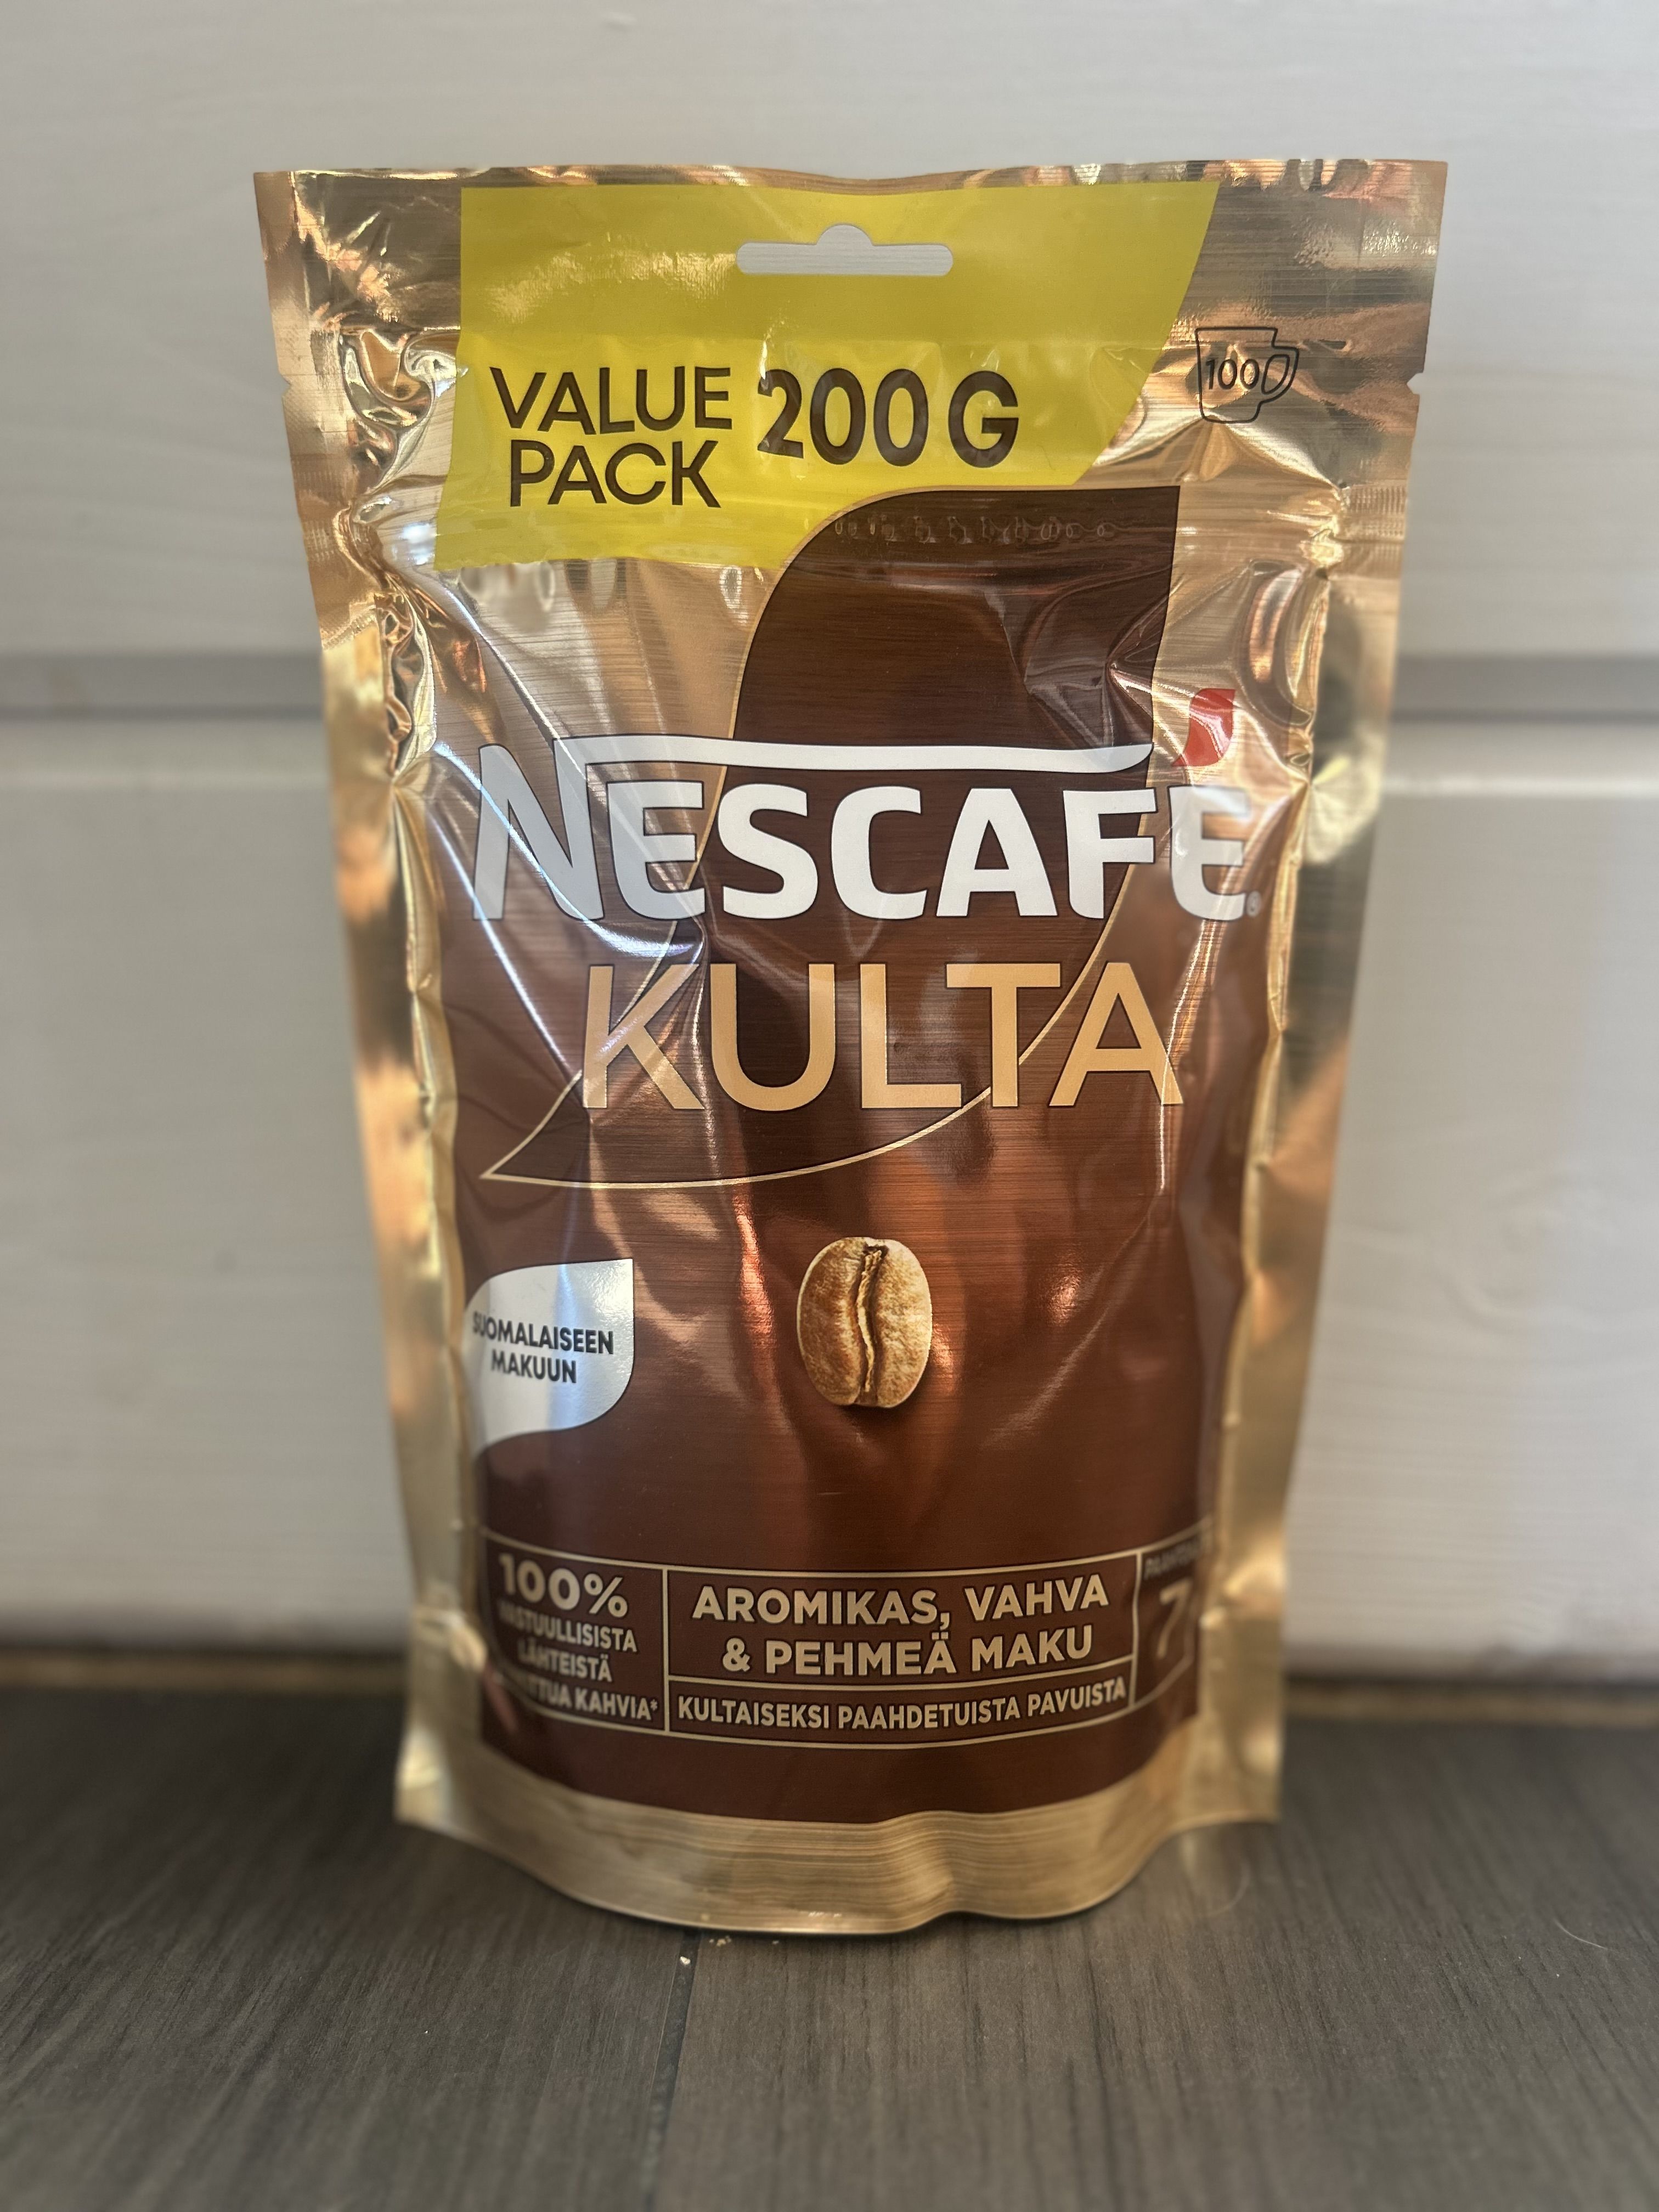 VALUE
PACK
200 G
100
NESCAFÉ®
KULTA
SUOMALAISEEN
MAKUUN
100%
VASTUULLISISTA
LÄHTEISTÄ
KAHVIA*
AROMIKAS, VAHVA
& PEHMEÄ MAKU
KULTAISEKSI PAAHDETUISTA PAVUISTA
7